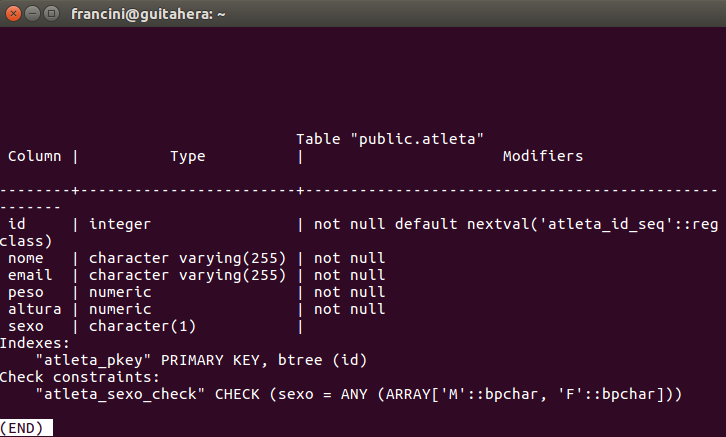 francini@guitahera: ~
Table "public.atleta"
Column | Type | Modifiers
--------+------------------------+----------------------------------------------
-------
id | integer | not null default nextval('atleta_id_seq'::reg
class)
nome | character varying(255) | not null
email | character varying(255) | not null
peso | numeric | not null
altura | numeric | not null
sexo | character(1) |
Indexes:
"atleta_pkey" PRIMARY KEY, btree (id)
Check constraints:
"atleta_sexo_check" CHECK (sexo = ANY (ARRAY['M'::bpchar, 'F'::bpchar]))
(END)